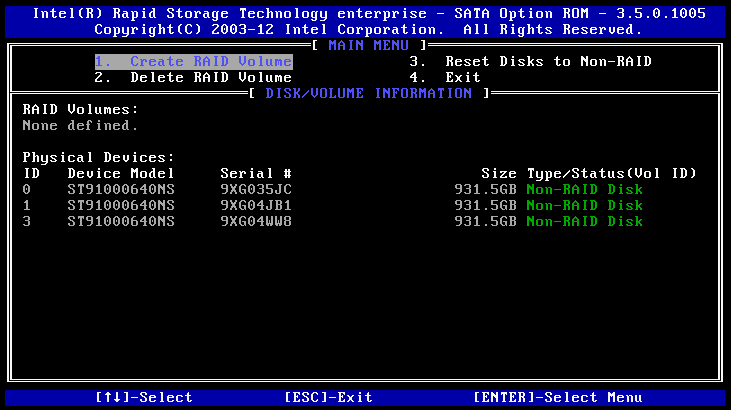 Intel(R) Rapid Storage Technology enterprise - SATA Option ROM - 3.5.0.1005
Copyright(C) 2003-12 Intel Corporation.  All Rights Reserved.
[ MAIN MENU ]
1.  Create RAID Volume 3.  Reset Disks to Non-RAID
2.  Delete RAID Volume 4.  Exit
[ DISK/VOLUME INFORMATION ]
RAID Volumes:
None defined.
Physical Devices:
ID Device Model Serial # Size Type/Status(Vol ID)
0 ST91000640NS 9XG035JC 931.5GB Non-RAID Disk
1 ST91000640NS 9XG04JB1 931.5GB Non-RAID Disk
3 ST91000640NS 9XG04WW8 931.5GB Non-RAID Disk
[↑↓]-Select [ESC]-Exit [ENTER]-Select Menu